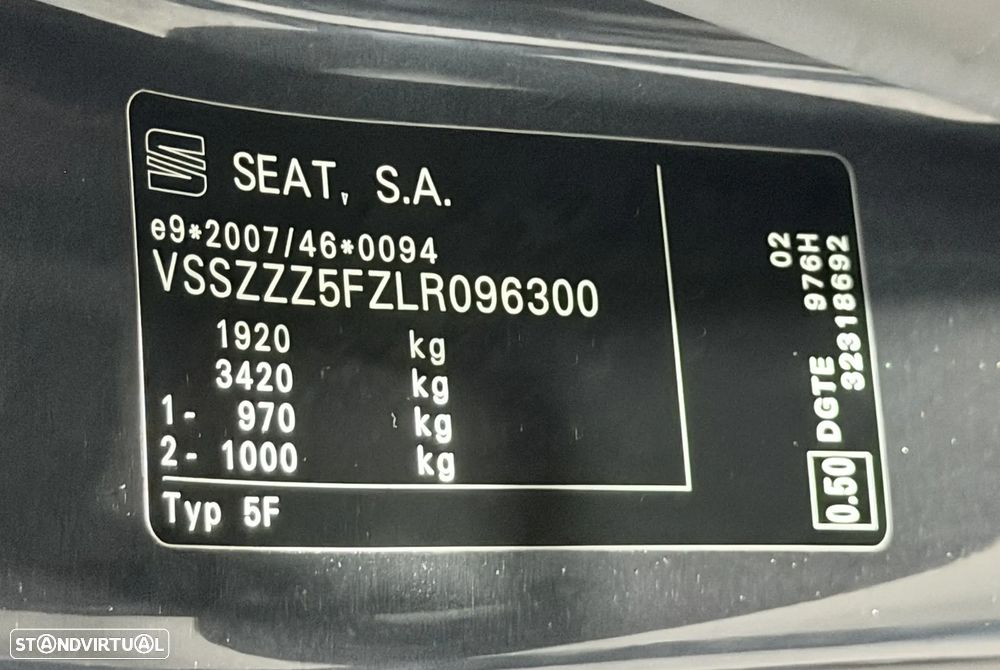 SEAT, S.A.
e9*2007/46*0094
VSSZZZ5FZLR096300
1920 kg
3420 kg
1- 970 kg
2- 1000 kg
Typ 5F
02
976H
32318692
DGTE
0.50
STANDVIRTUAL